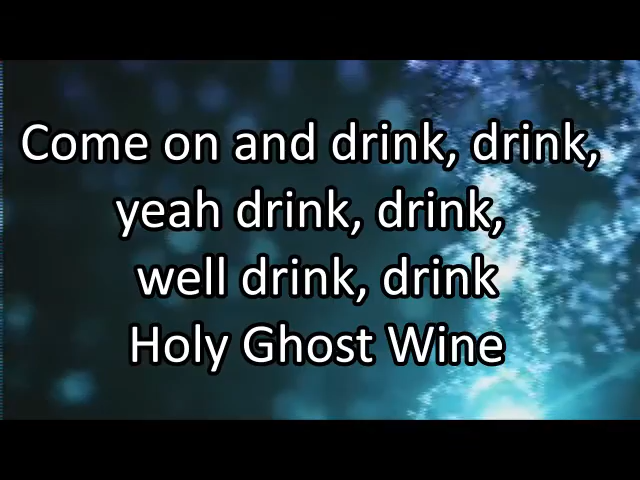 Come on and drink, drink,
yeah drink, drink,
well drink, drink
Holy Ghost Wine